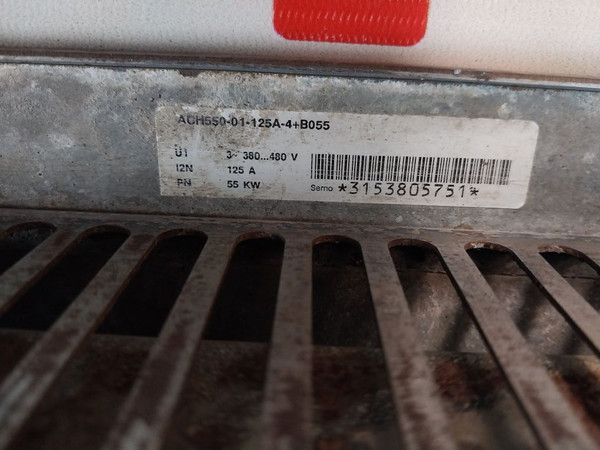 ACH550-01-125A-4+B055
U1 3~ 380...480 V
I2N 125 A
PN 55 KW
Serno *3153805751*